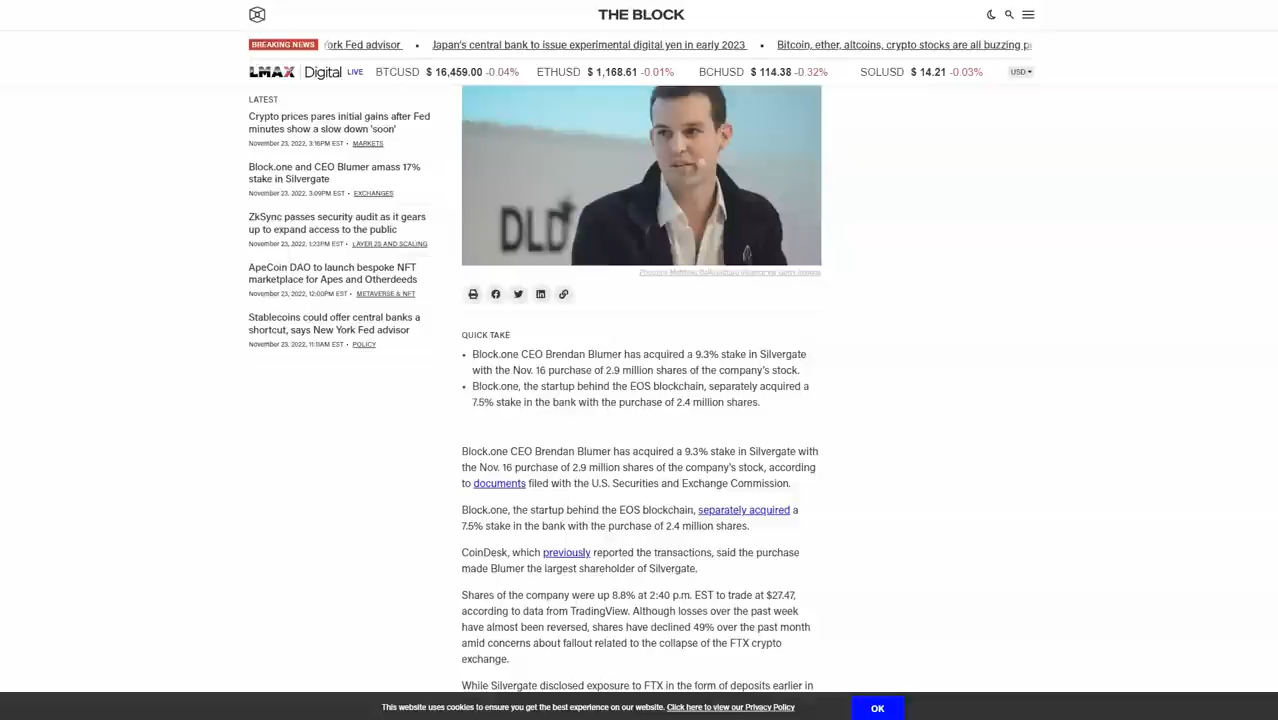 THE BLOCK
BREAKING NEWS ork Fed advisor • Japan's central bank to issue experimental digital yen in early 2023 • Bitcoin, ether, altcoins, crypto stocks are all buzzing
LMAX Digital LIVE BTCUSD $ 16,459.00 -0.04% ETHUSD $ 1,168.61 -0.01% BCHUSD $ 114.38 -0.32% SOLUSD $ 14.21 -0.03% USD
LATEST
Crypto prices pares initial gains after Fed
minutes show a slow down 'soon'
November 23, 2022, 3:16PM EST • MARKETS
Block.one and CEO Blumer amass 17%
stake in Silvergate
November 23, 2022, 3:09PM EST • EXCHANGES
ZkSync passes security audit as it gears
up to expand access to the public
November 23, 2022, 1:23PM EST • LAYER 2S AND SCALING
ApeCoin DAO to launch bespoke NFT
marketplace for Apes and Otherdeeds
November 23, 2022, 12:00PM EST • METAVERSE & NFT
Stablecoins could offer central banks a
shortcut, says New York Fed advisor
November 23, 2022, 11:11AM EST • POLICY
DLD
QUICK TAKE
• Block.one CEO Brendan Blumer has acquired a 9.3% stake in Silvergate
with the Nov. 16 purchase of 2.9 million shares of the company's stock.
• Block.one, the startup behind the EOS blockchain, separately acquired a
7.5% stake in the bank with the purchase of 2.4 million shares.
Block.one CEO Brendan Blumer has acquired a 9.3% stake in Silvergate with
the Nov. 16 purchase of 2.9 million shares of the company's stock, according
to documents filed with the U.S. Securities and Exchange Commission.
Block.one, the startup behind the EOS blockchain, separately acquired a
7.5% stake in the bank with the purchase of 2.4 million shares.
CoinDesk, which previously reported the transactions, said the purchase
made Blumer the largest shareholder of Silvergate.
Shares of the company were up 8.8% at 2:40 p.m. EST to trade at $27.47,
according to data from TradingView. Although losses over the past week
have almost been reversed, shares have declined 49% over the past month
amid concerns about fallout related to the collapse of the FTX crypto
exchange.
While Silvergate disclosed exposure to FTX in the form of deposits earlier in
This website uses cookies to ensure you get the best experience on our website. Click here to view our Privacy Policy OK